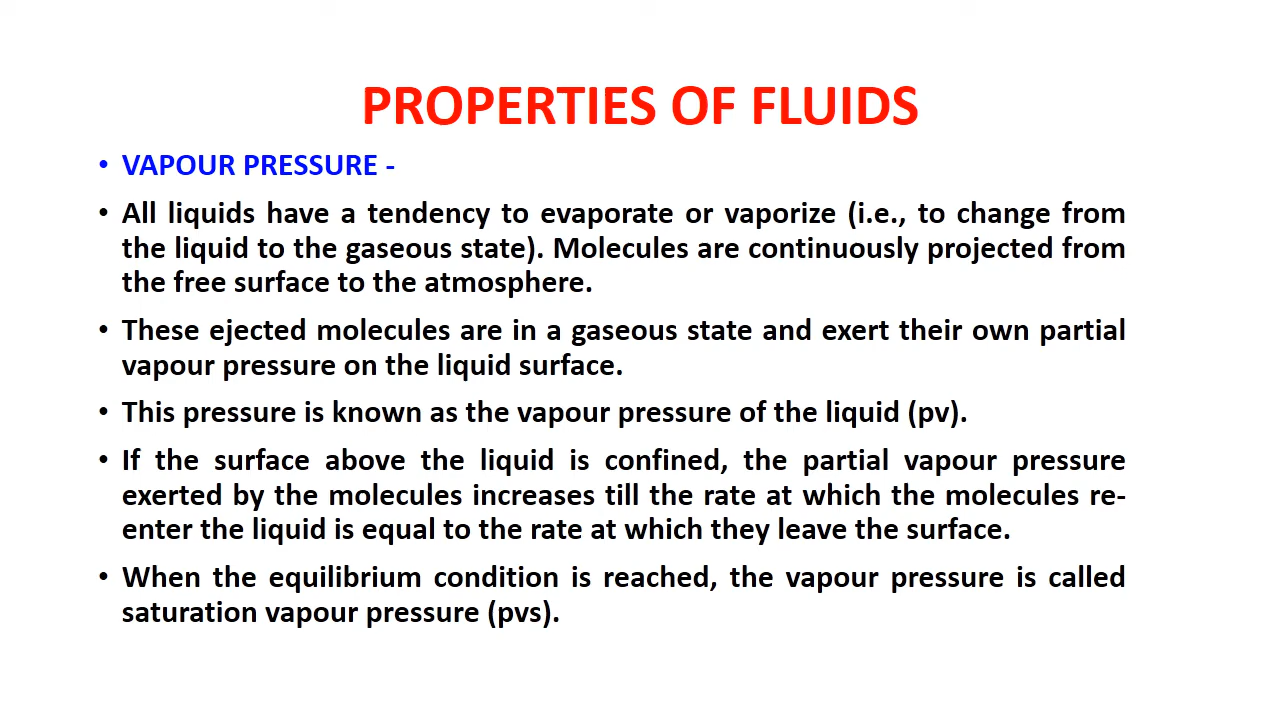 PROPERTIES OF FLUIDS
• VAPOUR PRESSURE -
• All liquids have a tendency to evaporate or vaporize (i.e., to change from
the liquid to the gaseous state). Molecules are continuously projected from
the free surface to the atmosphere.
• These ejected molecules are in a gaseous state and exert their own partial
vapour pressure on the liquid surface.
• This pressure is known as the vapour pressure of the liquid (pv).
• If the surface above the liquid is confined, the partial vapour pressure
exerted by the molecules increases till the rate at which the molecules re-
enter the liquid is equal to the rate at which they leave the surface.
• When the equilibrium condition is reached, the vapour pressure is called
saturation vapour pressure (pvs).